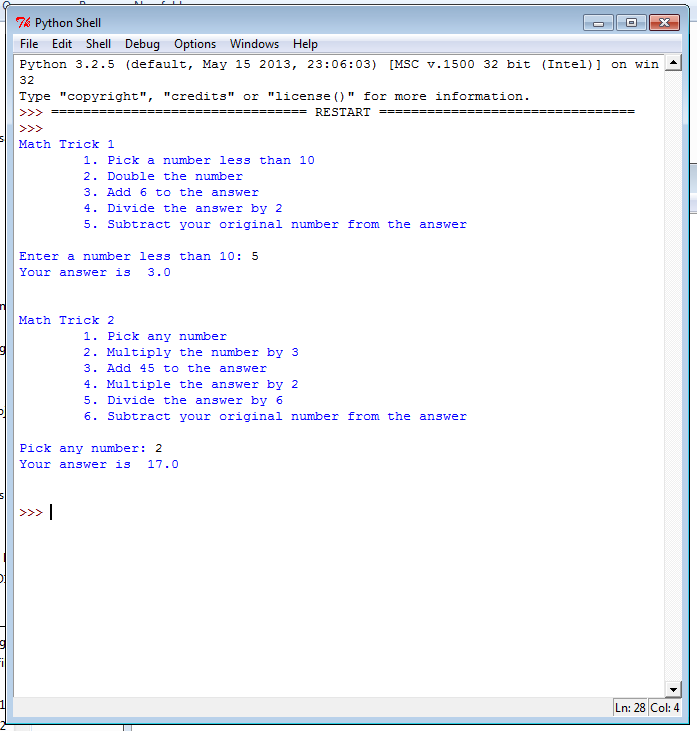 Python Shell
File Edit Shell Debug Options Windows Help
Python 3.2.5 (default, May 15 2013, 23:06:03) [MSC v.1500 32 bit (Intel)] on win
32
Type "copyright", "credits" or "license()" for more information.
>>> ================================ RESTART ================================
>>>
Math Trick 1
        1. Pick a number less than 10
        2. Double the number
        3. Add 6 to the answer
        4. Divide the answer by 2
        5. Subtract your original number from the answer

Enter a number less than 10: 5
Your answer is  3.0


Math Trick 2
        1. Pick any number
        2. Multiply the number by 3
        3. Add 45 to the answer
        4. Multiple the answer by 2
        5. Divide the answer by 6
        6. Subtract your original number from the answer

Pick any number: 2
Your answer is  17.0


>>>
Ln: 28 Col: 4